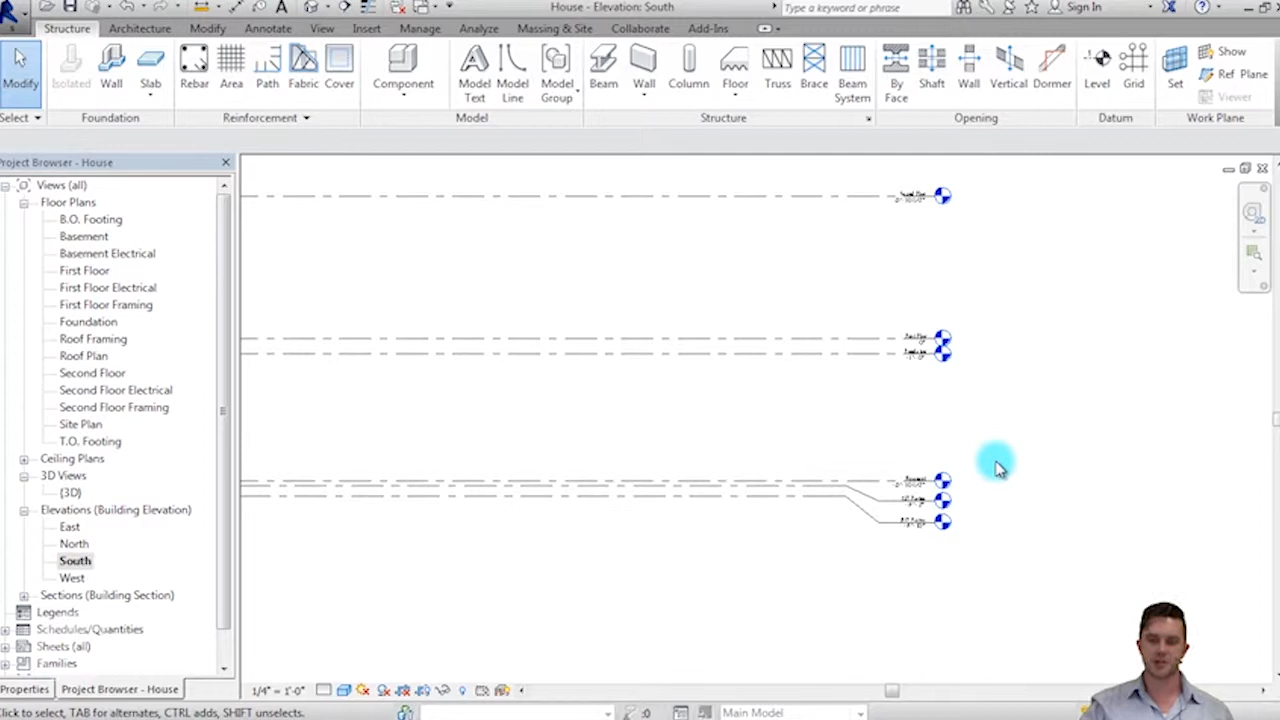 House - Elevation: South
Type a keyword or phrase
Sign In
Structure
Architecture
Modify
Annotate
View
Insert
Manage
Analyze
Massing & Site
Collaborate
Add-Ins
Modify
Isolated
Wall
Slab
Rebar
Area
Path
Fabric
Cover
Component
Model Text
Model Line
Model Group
Beam
Wall
Column
Floor
Truss
Brace
Beam System
By Face
Shaft
Wall
Vertical
Dormer
Level
Grid
Set
Show
Ref Plane
Viewer
Select
Foundation
Reinforcement
Model
Structure
Opening
Datum
Work Plane
Project Browser - House
Views (all)
Floor Plans
B.O. Footing
Basement
Basement Electrical
First Floor
First Floor Electrical
First Floor Framing
Foundation
Roof Framing
Roof Plan
Second Floor
Second Floor Electrical
Second Floor Framing
Site Plan
T.O. Footing
Ceiling Plans
3D Views
(3D)
Elevations (Building Elevation)
East
North
South
West
Sections (Building Section)
Legends
Schedules/Quantities
Sheets (all)
Families
Properties
Project Browser - House
1/4" = 1'-0"
Click to select, TAB for alternates, CTRL adds, SHIFT unselects.
:0
Main Model